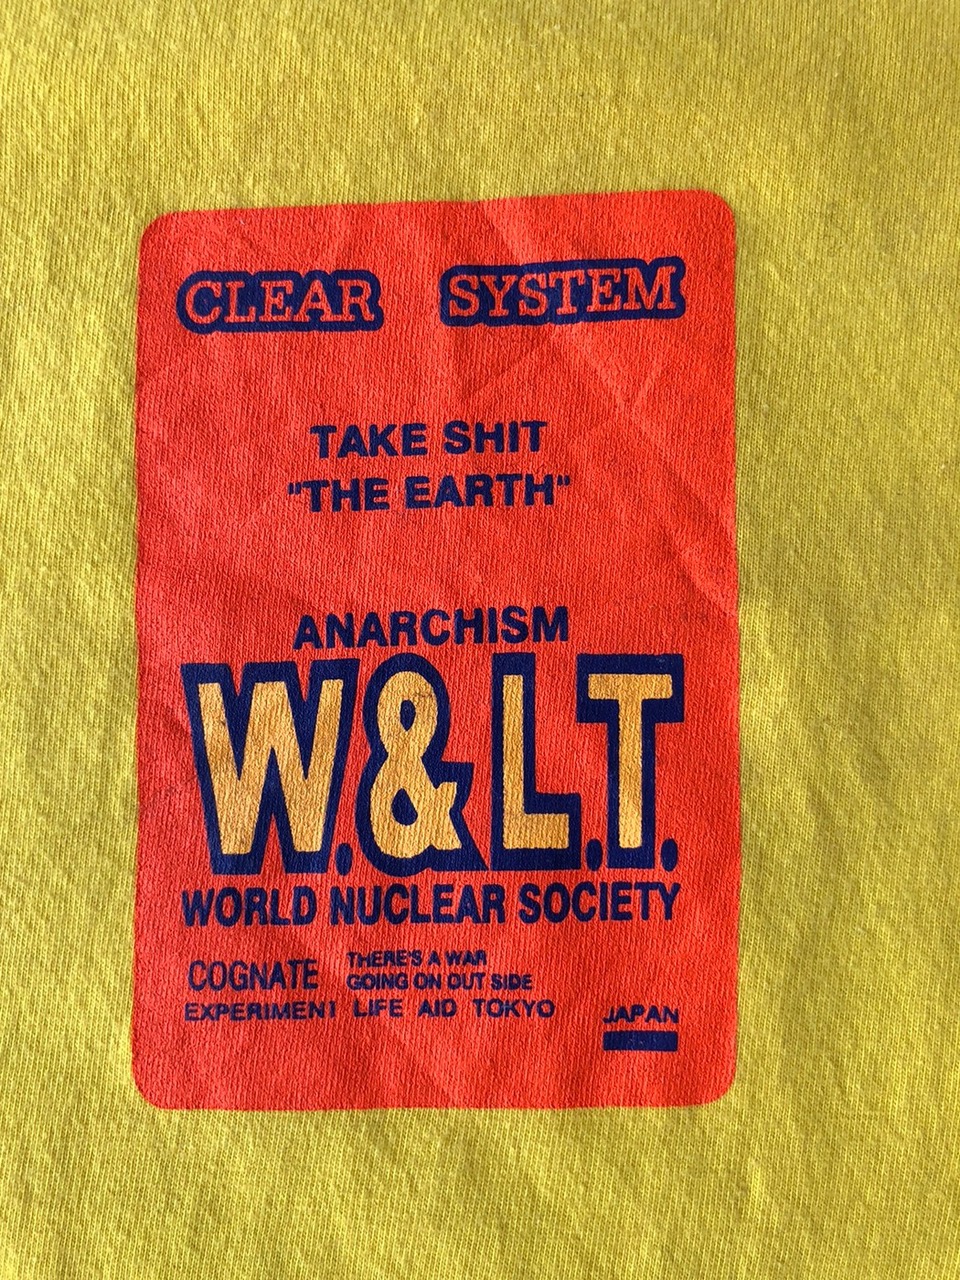 CLEAR SYSTEM
TAKE SHIT
"THE EARTH"
ANARCHISM
W.&L.T.
WORLD NUCLEAR SOCIETY
COGNATE THERE'S A WAR
GOING ON OUT SIDE
EXPERIMENT LIFE AID TOKYO
JAPAN